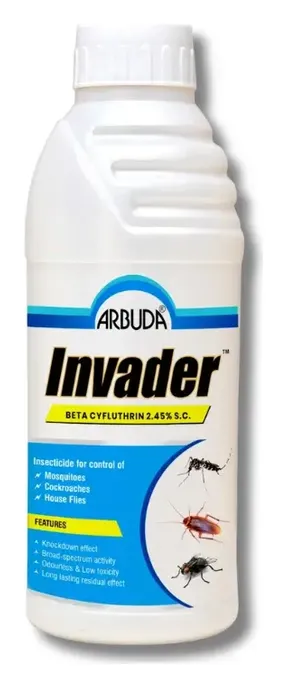 ARBUDA®
Invader™
BETA CYFLUTHRIN 2.45% S.C.
Insecticide for control of
Mosquitoes
Cockroaches
House Flies
FEATURES
Knockdown effect
Broad-spectrum activity
Odourless & Low toxicity
Long lasting residual effect